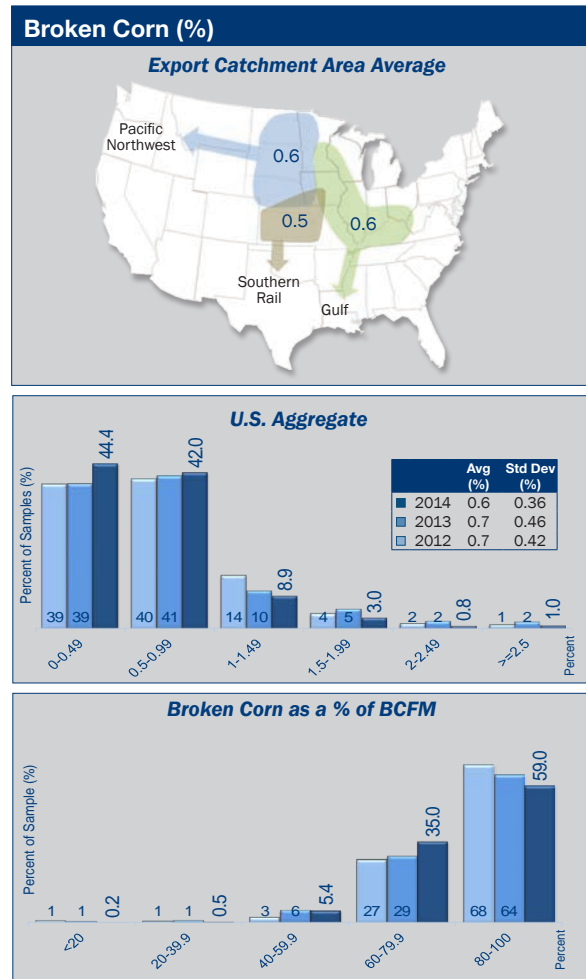 Broken Corn (%)
Export Catchment Area Average
Pacific
Northwest
0.6
0.5
0.6
Southern
Rail
Gulf
U.S. Aggregate
Percent of Samples (%)
Avg
(%)
Std Dev
(%)
2014 0.6 0.36
2013 0.7 0.46
2012 0.7 0.42
39 39 44.4
40 41 42.0
14 10 8.9
4 5 3.0
2 2 0.8
1 2 1.0
0-0.49
0.5-0.99
1-1.49
1.5-1.99
2-2.49
>=2.5
Percent
Broken Corn as a % of BCFM
Percent of Sample (%)
1 1 0.2
1 1 0.5
3 6 5.4
27 29 35.0
68 64 59.0
<20
20-39.9
40-59.9
60-79.9
80-100
Percent